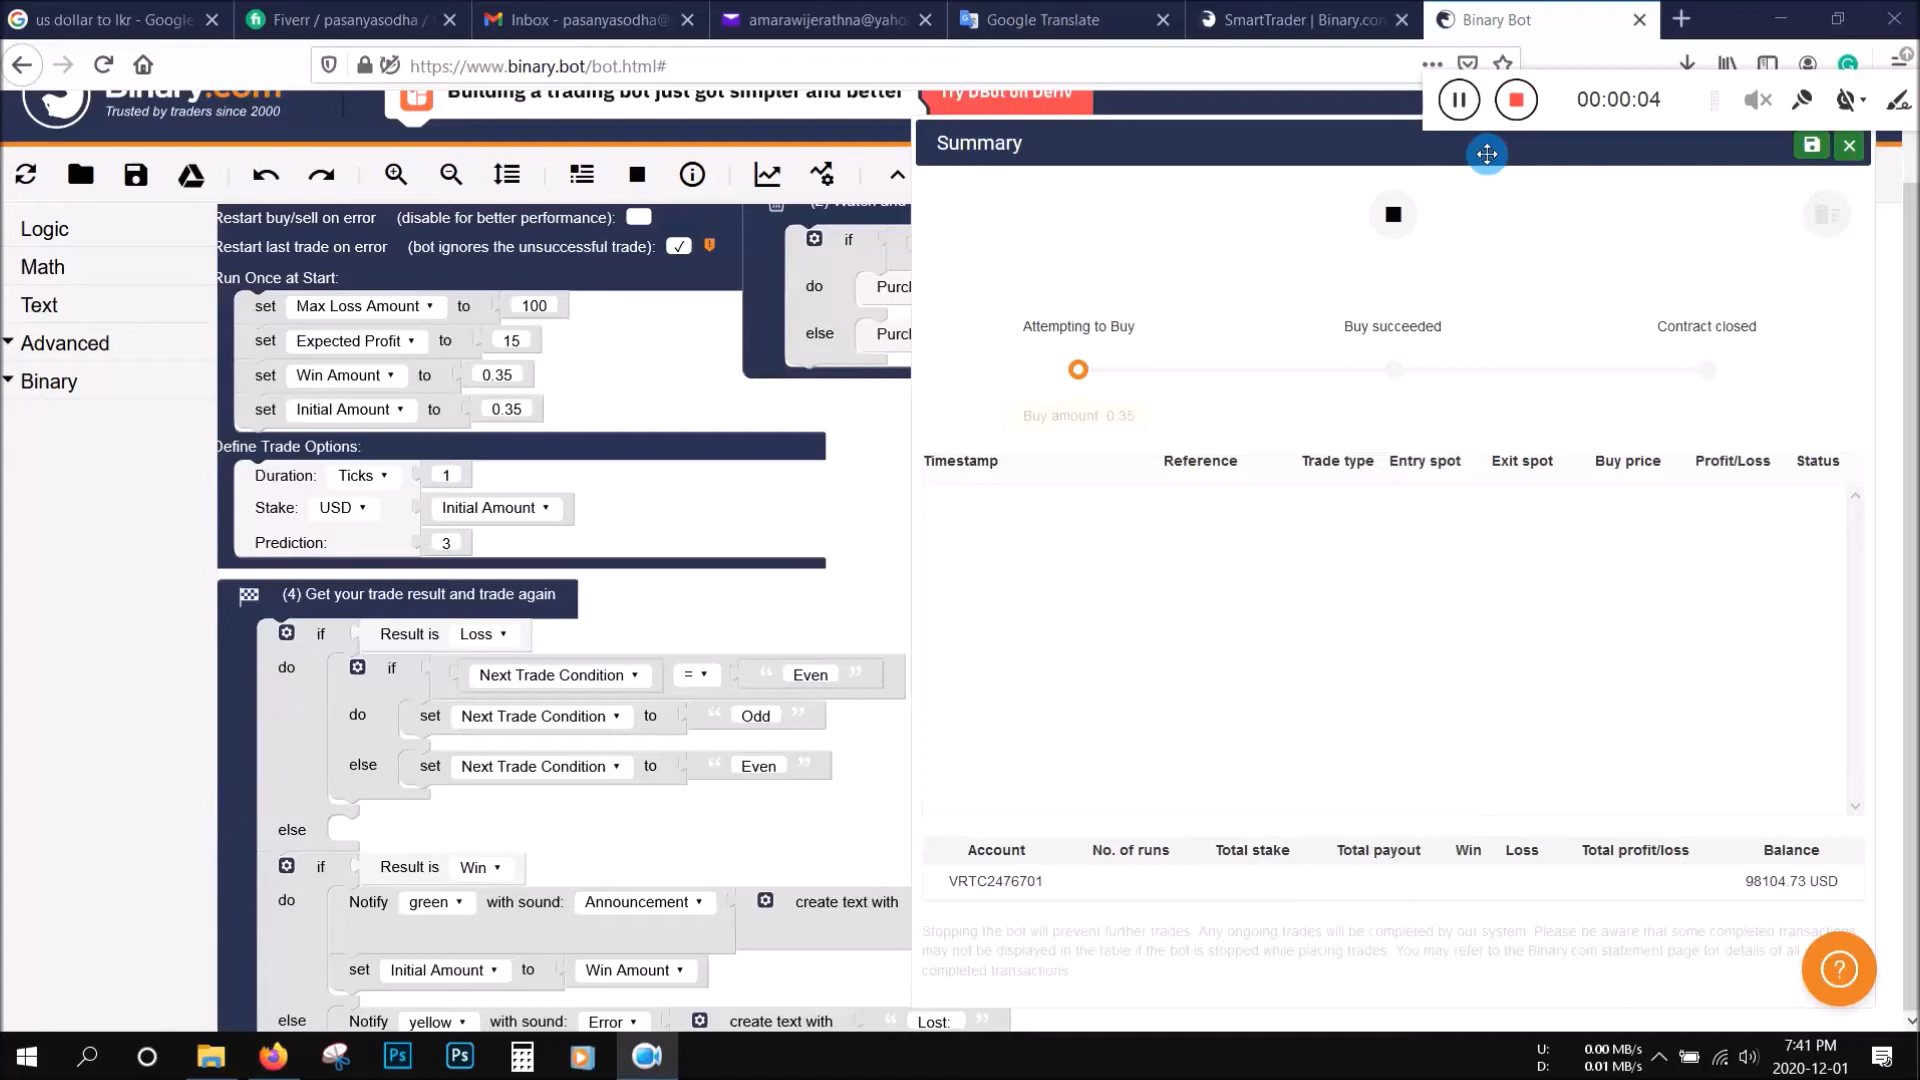 us dollar to lkr - Google
Fiverr / pasanyasodha /
Inbox - pasanyasodha@
amarawijerathna@yaho
Google Translate
SmartTrader | Binary.com
Binary Bot
https://www.binary.bot/bot.html#
00:00:04
Binary.com
Trusted by traders since 2000
Building a trading bot just got simpler and better
Try DBot on Deriv
Summary
Logic
Math
Text
Advanced
Binary
Restart buy/sell on error (disable for better performance):
Restart last trade on error (bot ignores the unsuccessful trade): ✓
Run Once at Start:
set Max Loss Amount to 100
set Expected Profit to 15
set Win Amount to 0.35
set Initial Amount to 0.35
Define Trade Options:
Duration: Ticks 1
Stake: USD Initial Amount
Prediction: 3
(2) Watch and
if
do Purc
else Purc
(4) Get your trade result and trade again
if Result is Loss
do if Next Trade Condition = “ Even ”
do set Next Trade Condition to “ Odd ”
else set Next Trade Condition to “ Even ”
else
if Result is Win
do Notify green with sound: Announcement create text with
set Initial Amount to Win Amount
else Notify yellow with sound: Error create text with “ Lost: ”
Attempting to Buy Buy succeeded Contract closed
Buy amount 0.35
Timestamp Reference Trade type Entry spot Exit spot Buy price Profit/Loss Status
Account No. of runs Total stake Total payout Win Loss Total profit/loss Balance
VRTC2476701 98104.73 USD
Stopping the bot will prevent further trades. Any ongoing trades will be completed by our system. Please be aware that some completed transactions
may not be displayed in the table if the bot is stopped while placing trades. You may refer to the Binary.com statement page for details of all
completed transactions
U: 0.00 MB/s
D: 0.01 MB/s
7:41 PM
2020-12-01